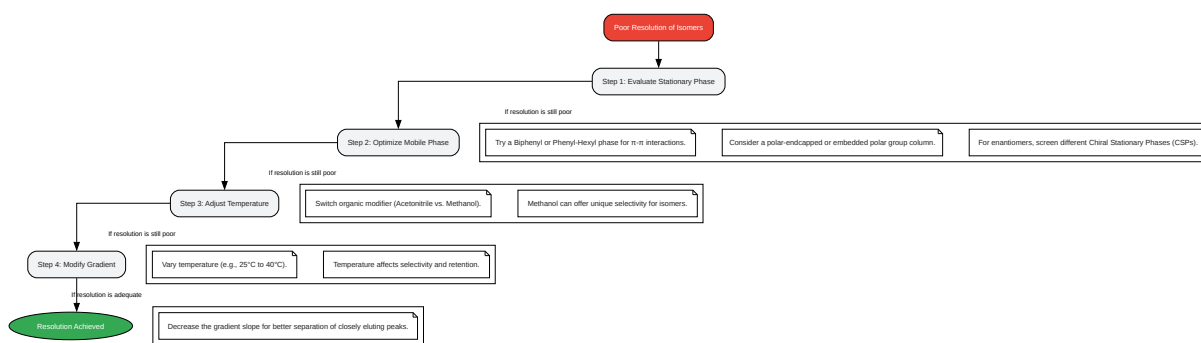 Poor Resolution of Isomers
Step 1: Evaluate Stationary Phase
If resolution is still poor
Step 2: Optimize Mobile Phase
Try a Biphenyl or Phenyl-Hexyl phase for π-π interactions.
Consider a polar-endcapped or embedded polar group column.
For enantiomers, screen different Chiral Stationary Phases (CSPs).
If resolution is still poor
Step 3: Adjust Temperature
Switch organic modifier (Acetonitrile vs. Methanol).
Methanol can offer unique selectivity for isomers.
If resolution is still poor
Step 4: Modify Gradient
Vary temperature (e.g., 25°C to 40°C).
Temperature affects selectivity and retention.
If resolution is adequate
Resolution Achieved
Decrease the gradient slope for better separation of closely eluting peaks.